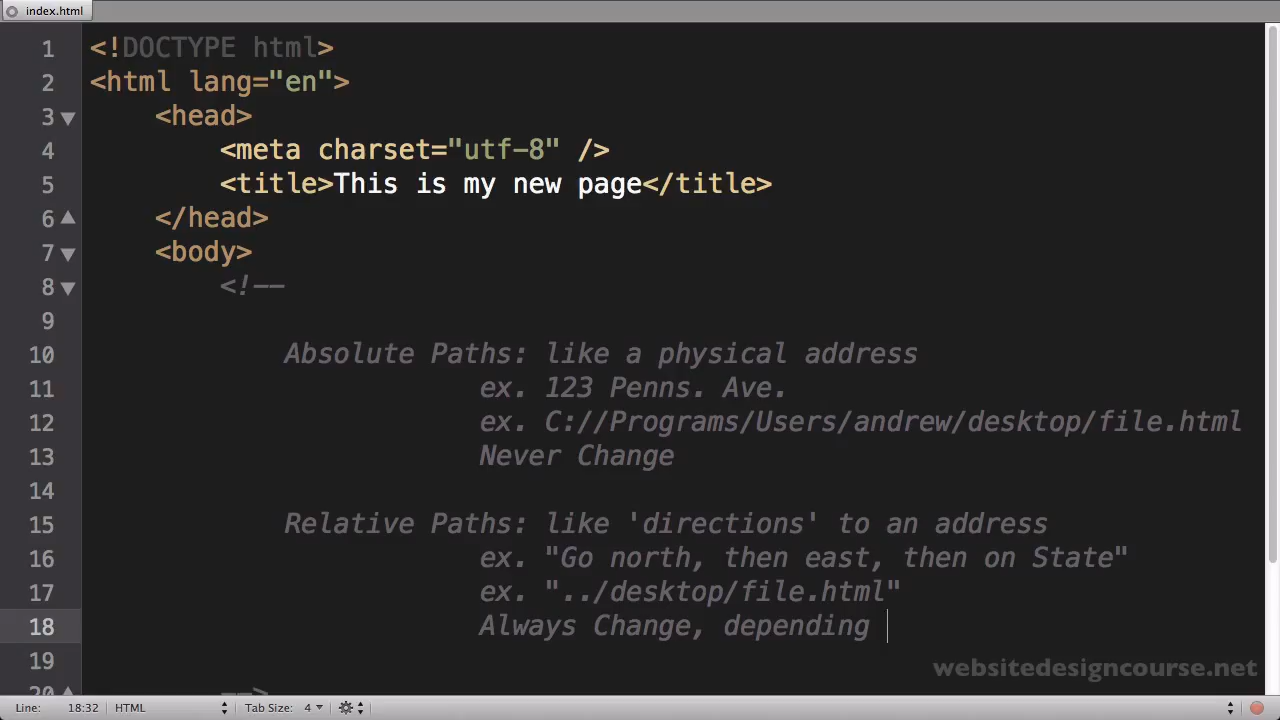 index.html
1 <!DOCTYPE html>
2 <html lang="en">
3 <head>
4 <meta charset="utf-8" />
5 <title>This is my new page</title>
6 </head>
7 <body>
8 <!--
9
10 Absolute Paths: like a physical address
11 ex. 123 Penns. Ave.
12 ex. C://Programs/Users/andrew/desktop/file.html
13 Never Change
14
15 Relative Paths: like 'directions' to an address
16 ex. "Go north, then east, then on State"
17 ex. "../desktop/file.html"
18 Always Change, depending
19
websitedesigncourse.net
20 -->
Line: 18:32 HTML Tab Size: 4